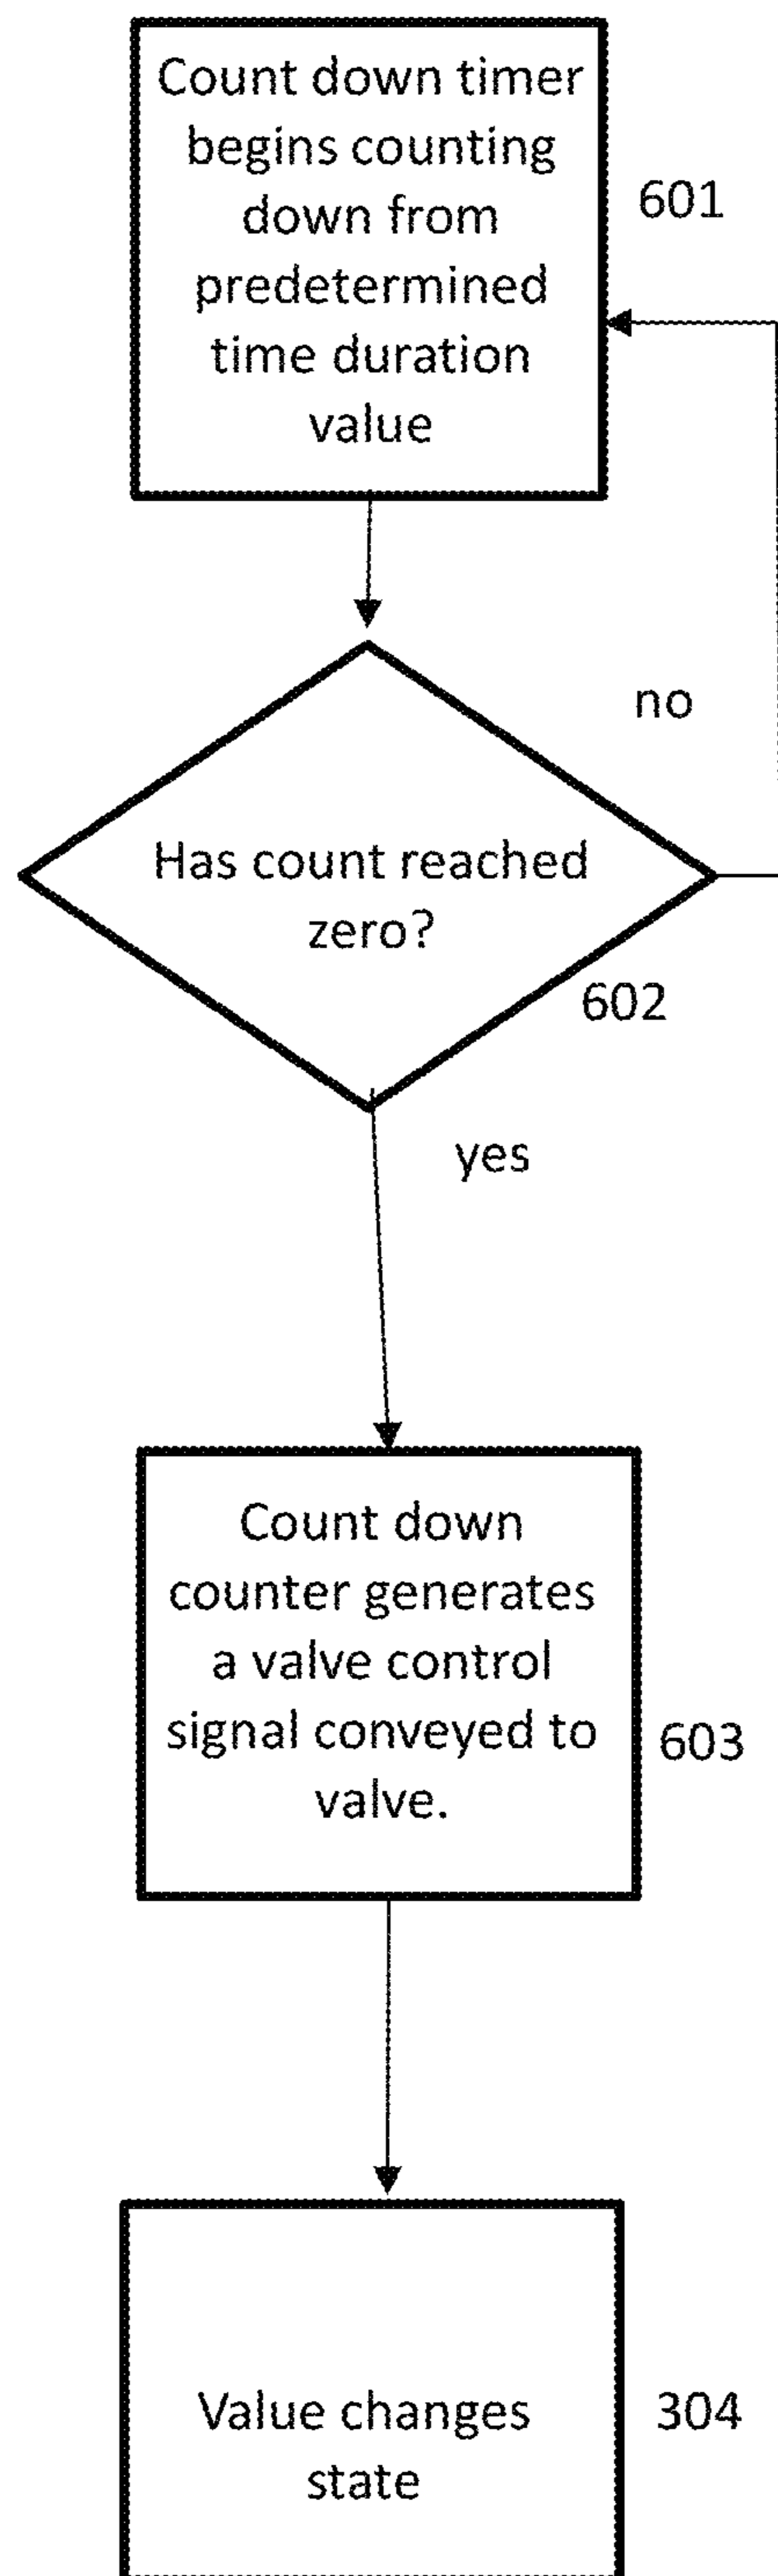 Count down timer
begins counting
down from
predetermined
time duration
value
601
no
Has count reached
zero?
602
yes
Count down
counter generates
a valve control
signal conveyed to
valve.
603
Value changes
state
304